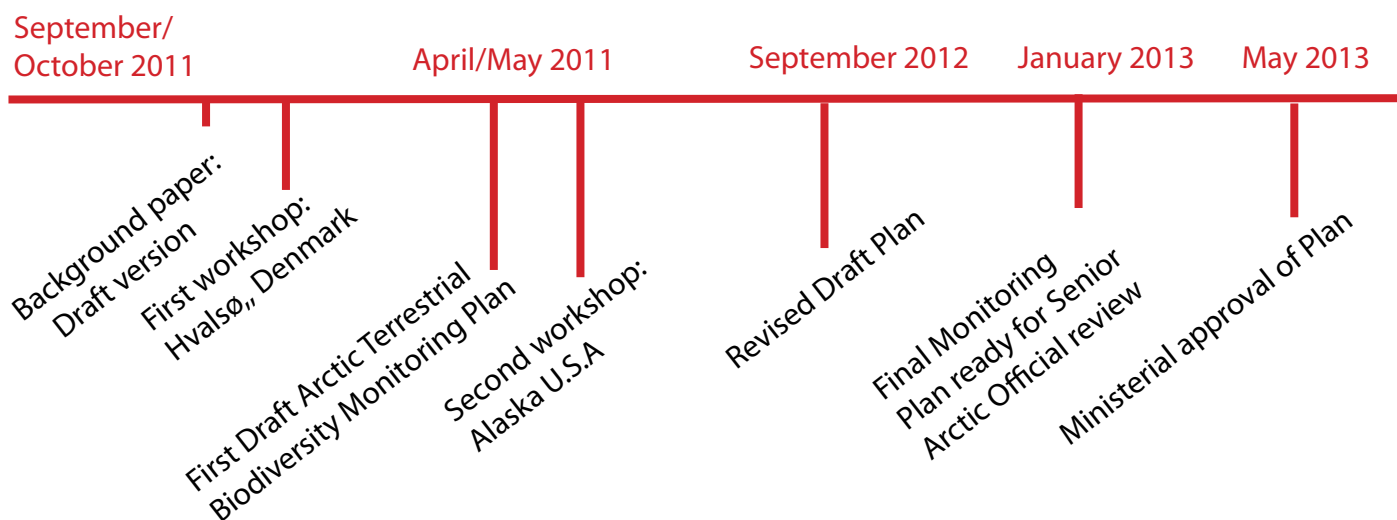 September/
October 2011
April/May 2011
September 2012
January 2013
May 2013
Background paper:
Draft version
First workshop:
Hvalsø,, Denmark
First Draft Arctic Terrestrial
Biodiversity Monitoring Plan
Second workshop:
Alaska U.S.A
Revised Draft Plan
Final Monitoring
Plan ready for Senior
Arctic Official review
Ministerial approval of Plan